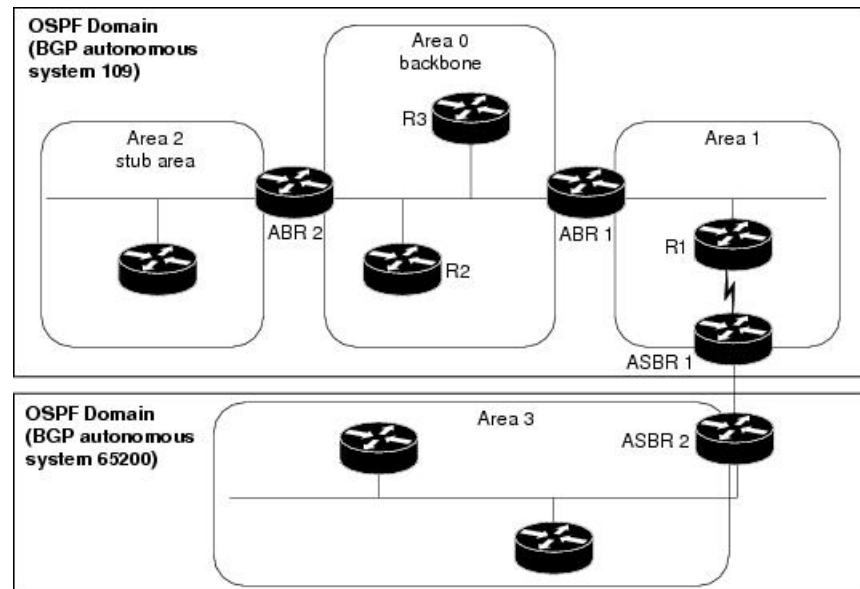 OSPF Domain
(BGP autonomous
system 109)
Area 0
backbone
R3
Area 2
stub area
Area 1
ABR 2
ABR 1
R2
R1
ASBR 1
OSPF Domain
(BGP autonomous
system 65200)
Area 3
ASBR 2